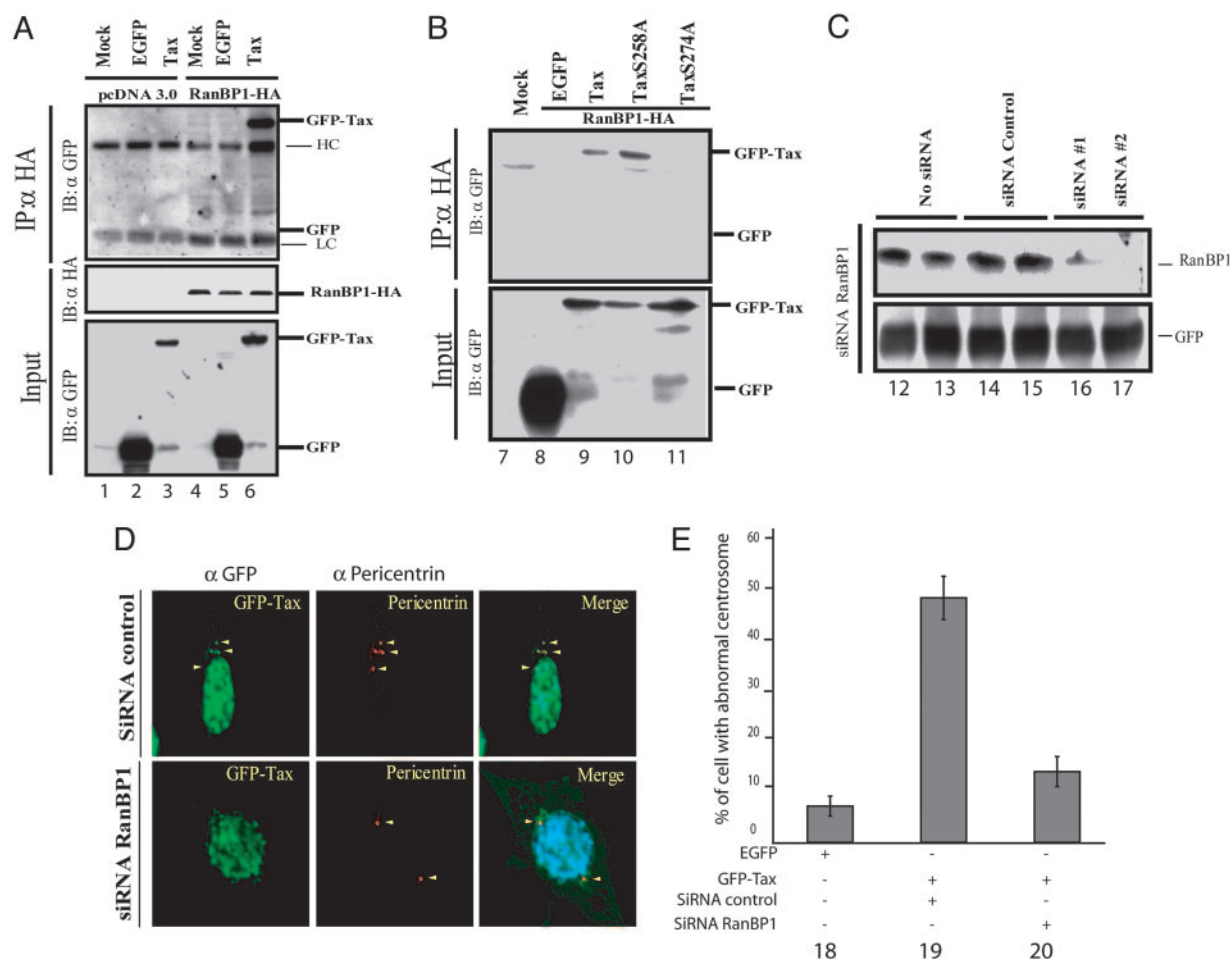 A
Mock
EGFP
Tax
Mock
EGFP
Tax
pcDNA 3.0
RanBP1-HA
IP:α HA
IB: α GFP
GFP-Tax
HC
GFP
LC
Input
IB: α HA
RanBP1-HA
IB: α GFP
GFP-Tax
GFP
1 2 3 4 5 6
B
Mock
EGFP
Tax
TaxS258A
TaxS274A
RanBP1-HA
IP:α HA
IB: α GFP
GFP-Tax
GFP
Input
IB: α GFP
GFP-Tax
GFP
7 8 9 10 11
C
No siRNA
siRNA Control
siRNA #1
siRNA #2
siRNA RanBP1
RanBP1
GFP
12 13 14 15 16 17
D
α GFP
α Pericentrin
SiRNA control
GFP-Tax
Pericentrin
Merge
siRNA RanBP1
GFP-Tax
Pericentrin
Merge
E
% of cell with abnormal centrosome
60
50
40
30
20
10
0
EGFP + - -
GFP-Tax - + +
SiRNA control - + -
SiRNA RanBP1 - - +
18 19 20